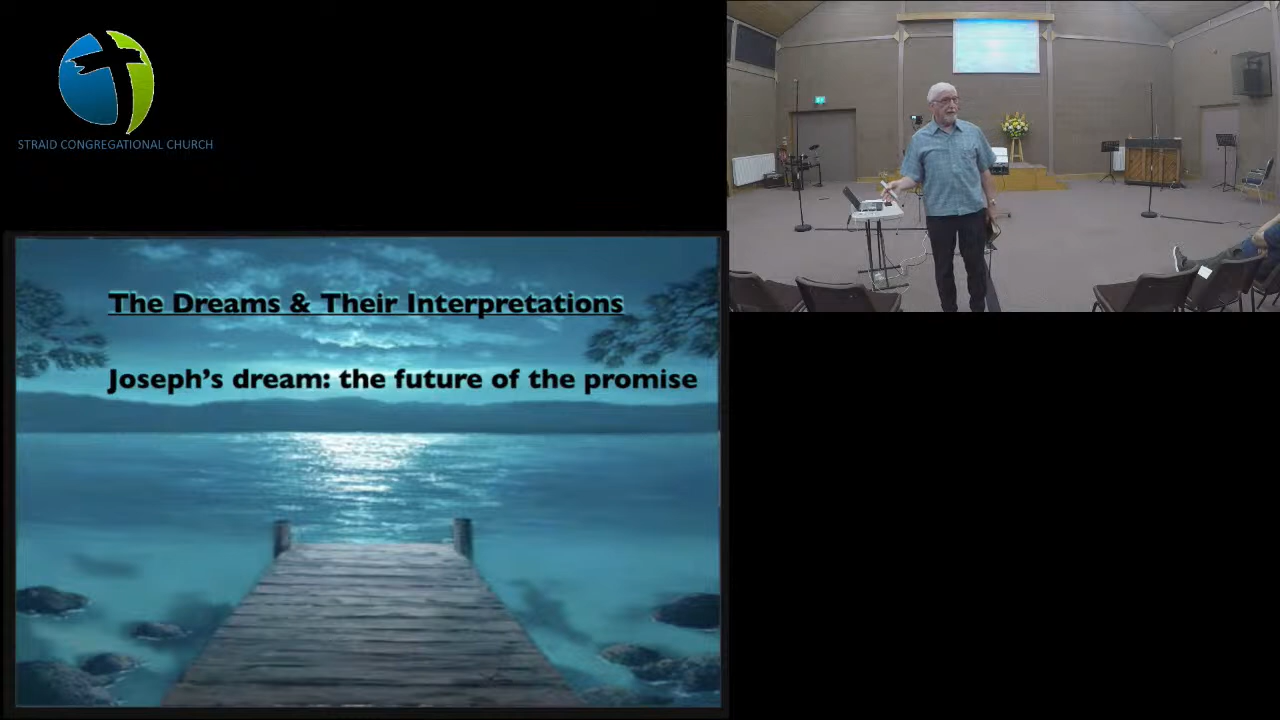 STRAID CONGREGATIONAL CHURCH
The Dreams & Their Interpretations
Joseph's dream: the future of the promise